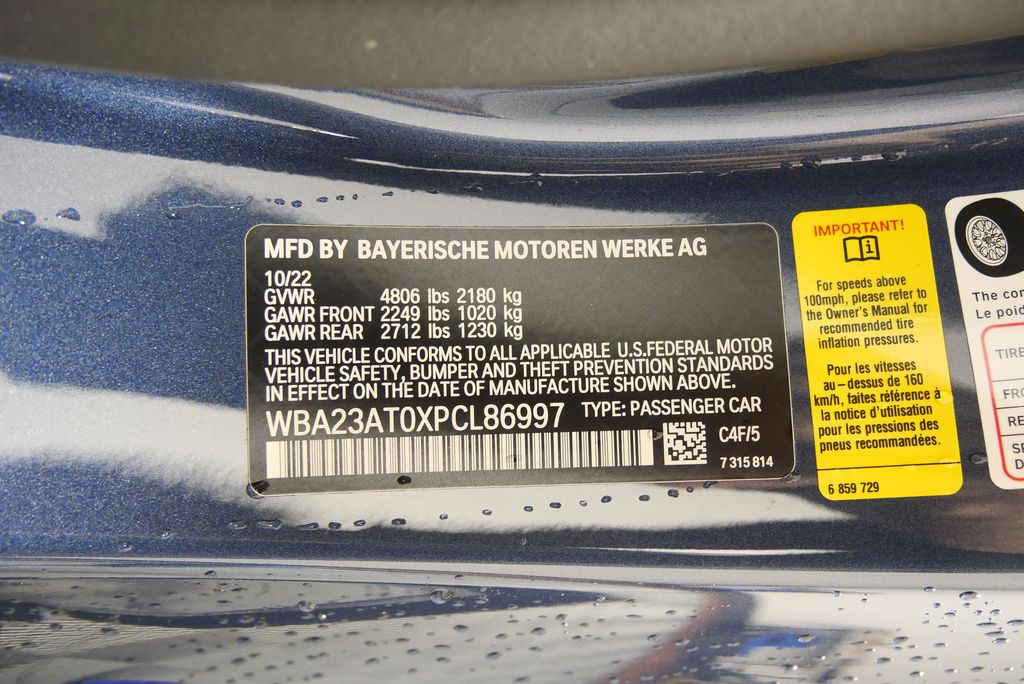 MFD BY BAYERISCHE MOTOREN WERKE AG
10/22
GVWR 4806 lbs 2180 kg
GAWR FRONT 2249 lbs 1020 kg
GAWR REAR 2712 lbs 1230 kg
THIS VEHICLE CONFORMS TO ALL APPLICABLE U.S.FEDERAL MOTOR
VEHICLE SAFETY, BUMPER AND THEFT PREVENTION STANDARDS
IN EFFECT ON THE DATE OF MANUFACTURE SHOWN ABOVE.
WBA23AT0XPCL86997 TYPE: PASSENGER CAR
C4F/5
7 315 814
IMPORTANT!
For speeds above
100mph, please refer to
the Owner's Manual for
recommended tire
inflation pressures.
Pour les vitesses
au-dessus de 160
km/h, faites référence à
la notice d'utilisation
pour les pressions des
pneus recommandées.
6 859 729
The
Le
TIRE